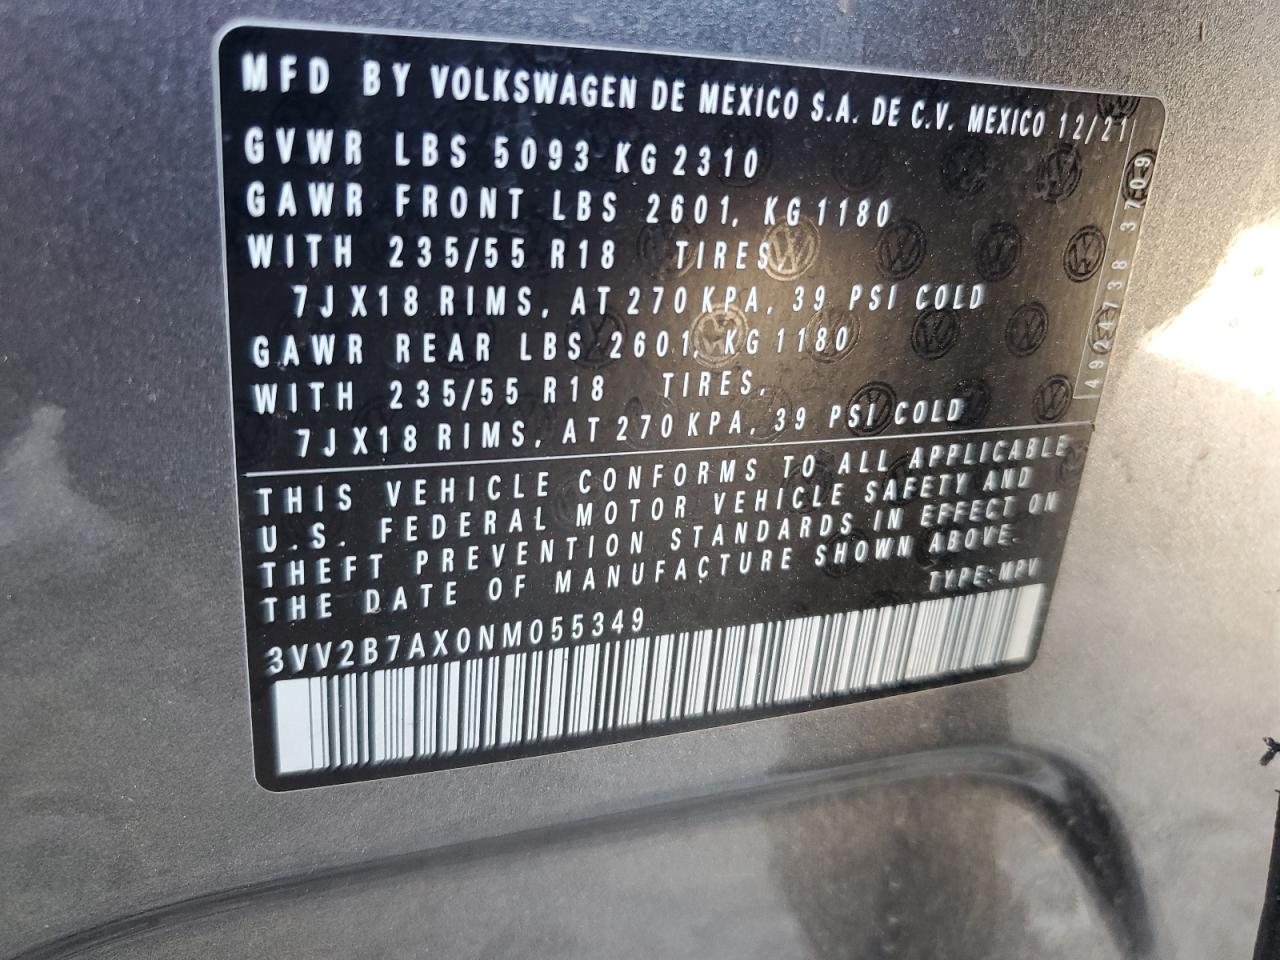 MFD BY VOLKSWAGEN DE MEXICO S.A. DE C.V. MEXICO 12/21
GVWR LBS 5093 KG 2310
GAWR FRONT LBS 2601, KG 1180
WITH 235/55 R18 TIRES
7JX18 RIMS, AT 270 KPA, 39 PSI COLD
GAWR REAR LBS 2601, KG 1180
WITH 235/55 R18 TIRES,
7JX18 RIMS, AT 270 KPA, 39 PSI COLD
THIS VEHICLE CONFORMS TO ALL APPLICABLE
U.S. FEDERAL MOTOR VEHICLE SAFETY AND
THEFT PREVENTION STANDARDS IN EFFECT ON
THE DATE OF MANUFACTURE SHOWN ABOVE.
TYPE: MPV
3VV2B7AX0NM055349